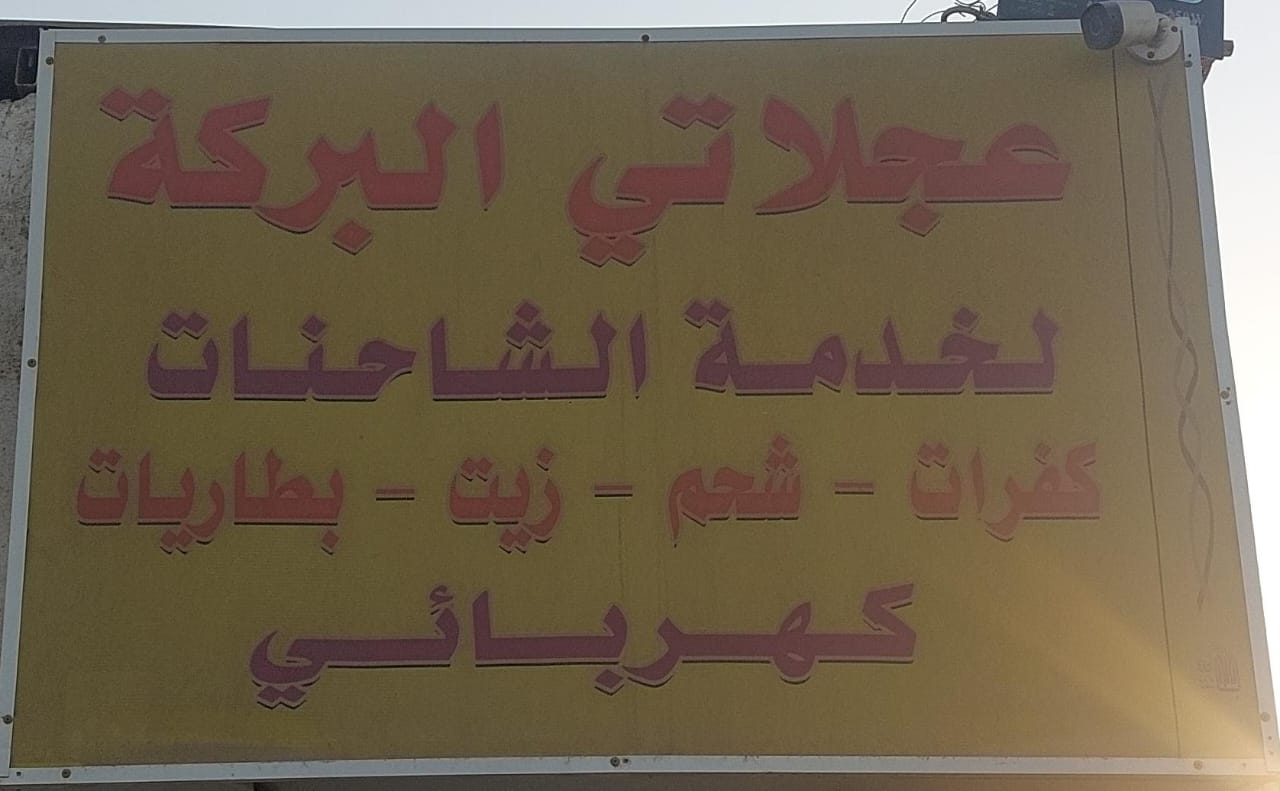 عجلاتي البركة
لخدمة الشاحنات
كفرات - شحم - زيت - بطاريات
كهربائي